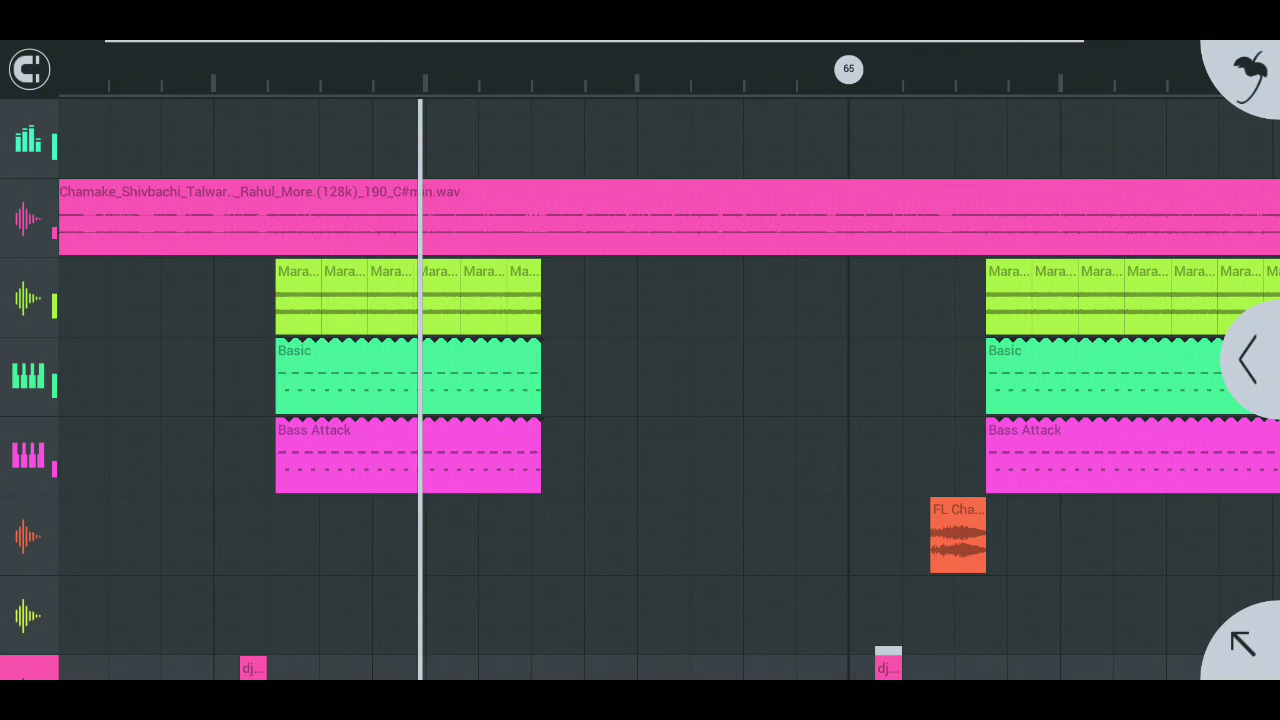 65
Chamake_Shivbachi_Talwar.._Rahul_More.(128k)_190_C#min.wav
Mara... Mara... Mara... Mara... Mara... Ma... Mara... Mara... Mara... Mara... Mara... Mara...
Basic Basic
Bass Attack Bass Attack
FL Cha...
dj... dj...